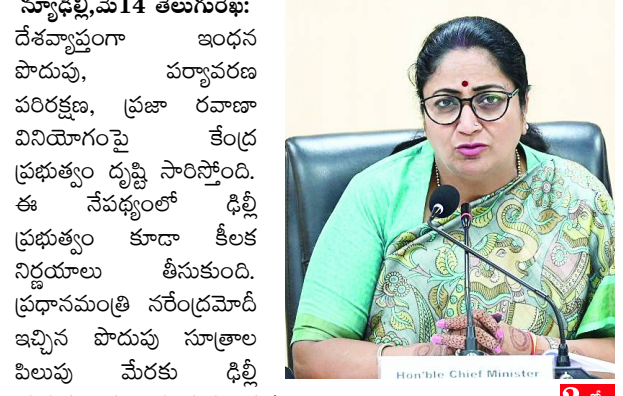 న్యూఢిల్లీ,మే14 తెలుగురేఖ:
దేశవ్యాప్తంగా ఇంధన
పొదుపు, పర్యావరణ
పరిరక్షణ, ప్రజా రవాణా
వినియోగంపై కేంద్ర
ప్రభుత్వం దృష్టి సారిస్తోంది.
ఈ నేపథ్యంలో ఢిల్లీ
ప్రభుత్వం కూడా కీలక
నిర్ణయాలు తీసుకుంది.
ప్రధానమంత్రి నరేంద్రమోదీ
ఇచ్చిన పొదుపు సూత్రాల
పిలుపు మేరకు ఢిల్లీ
Hon'ble Chief Minister